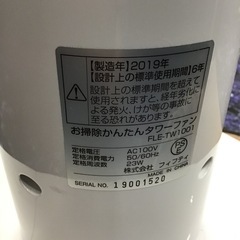 【製造年】2019年
【設計上の標準使用期間】6年
設計上の標準使用期間を超えて
使用されますと、経年劣化に
よる発火、けが等の事故に
至るおそれがあります。
お掃除かんたんタワーファン
FLE-TW1001
定格電圧 AC100V
定格周波数 50/60Hz
定格消費電力 23W
株式会社 フィフティ
MADE IN CHINA
PS E
SERIAL NO. 19001520